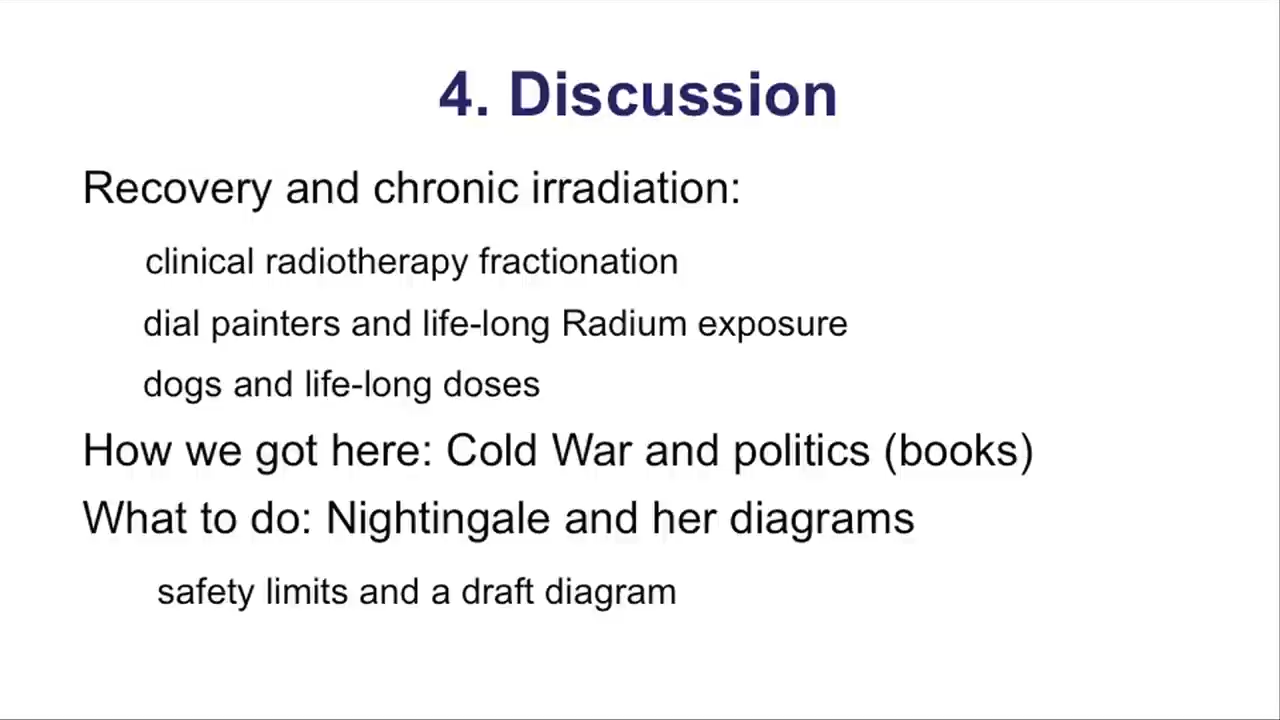 4. Discussion
Recovery and chronic irradiation:
clinical radiotherapy fractionation
dial painters and life-long Radium exposure
dogs and life-long doses
How we got here: Cold War and politics (books)
What to do: Nightingale and her diagrams
safety limits and a draft diagram